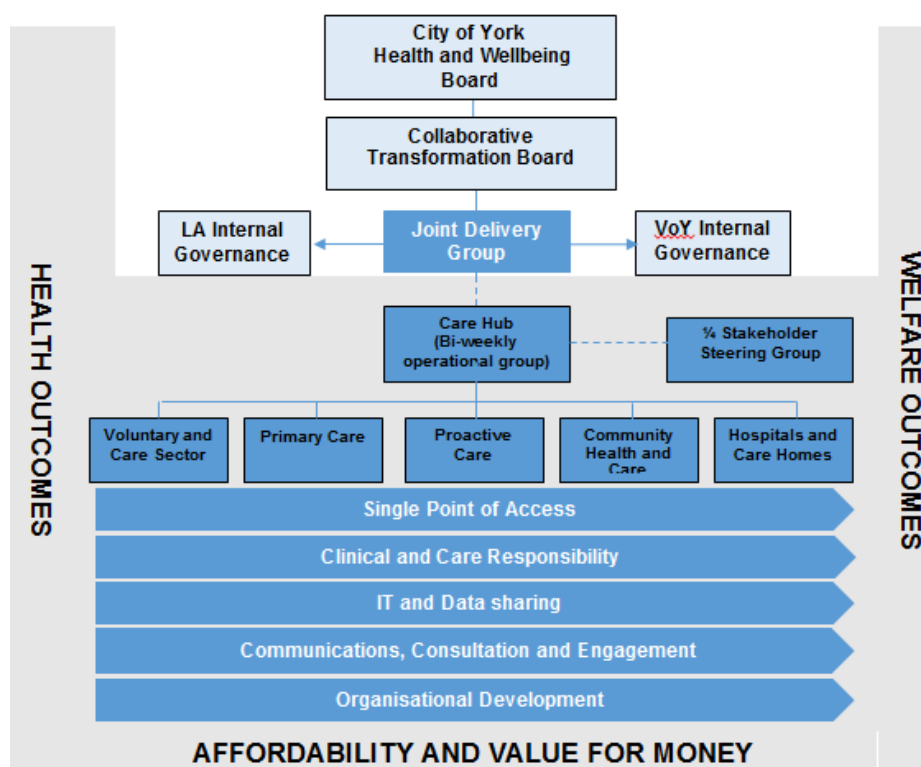 City of York
Health and Wellbeing
Board
Collaborative
Transformation Board
LA Internal
Governance
Joint Delivery
Group
VoY Internal
Governance
HEALTH OUTCOMES
WELFARE OUTCOMES
Care Hub
(Bi-weekly
operational group)
¼ Stakeholder
Steering Group
Voluntary and
Care Sector
Primary Care
Proactive
Care
Community
Health and
Care
Hospitals and
Care Homes
Single Point of Access
Clinical and Care Responsibility
IT and Data sharing
Communications, Consultation and Engagement
Organisational Development
AFFORDABILITY AND VALUE FOR MONEY